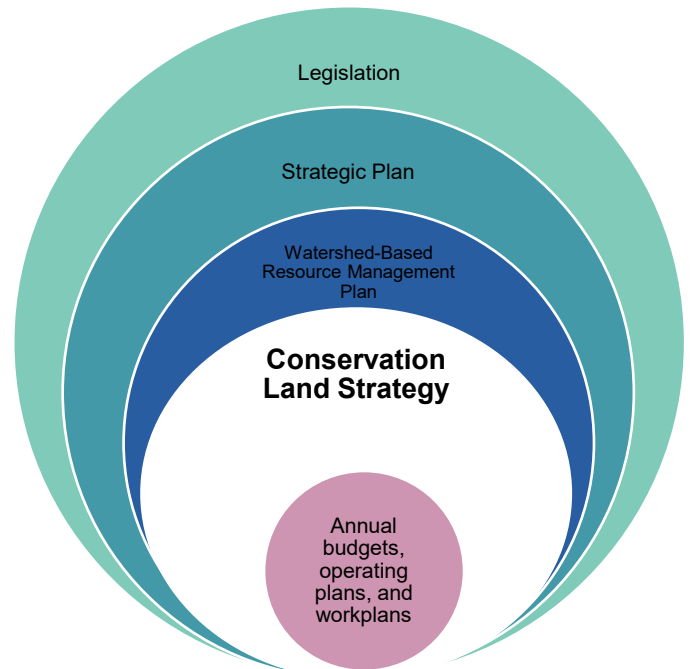 Legislation
Strategic Plan
Watershed-Based
Resource Management
Plan
Conservation
Land Strategy
Annual
budgets,
operating
plans, and
workplans